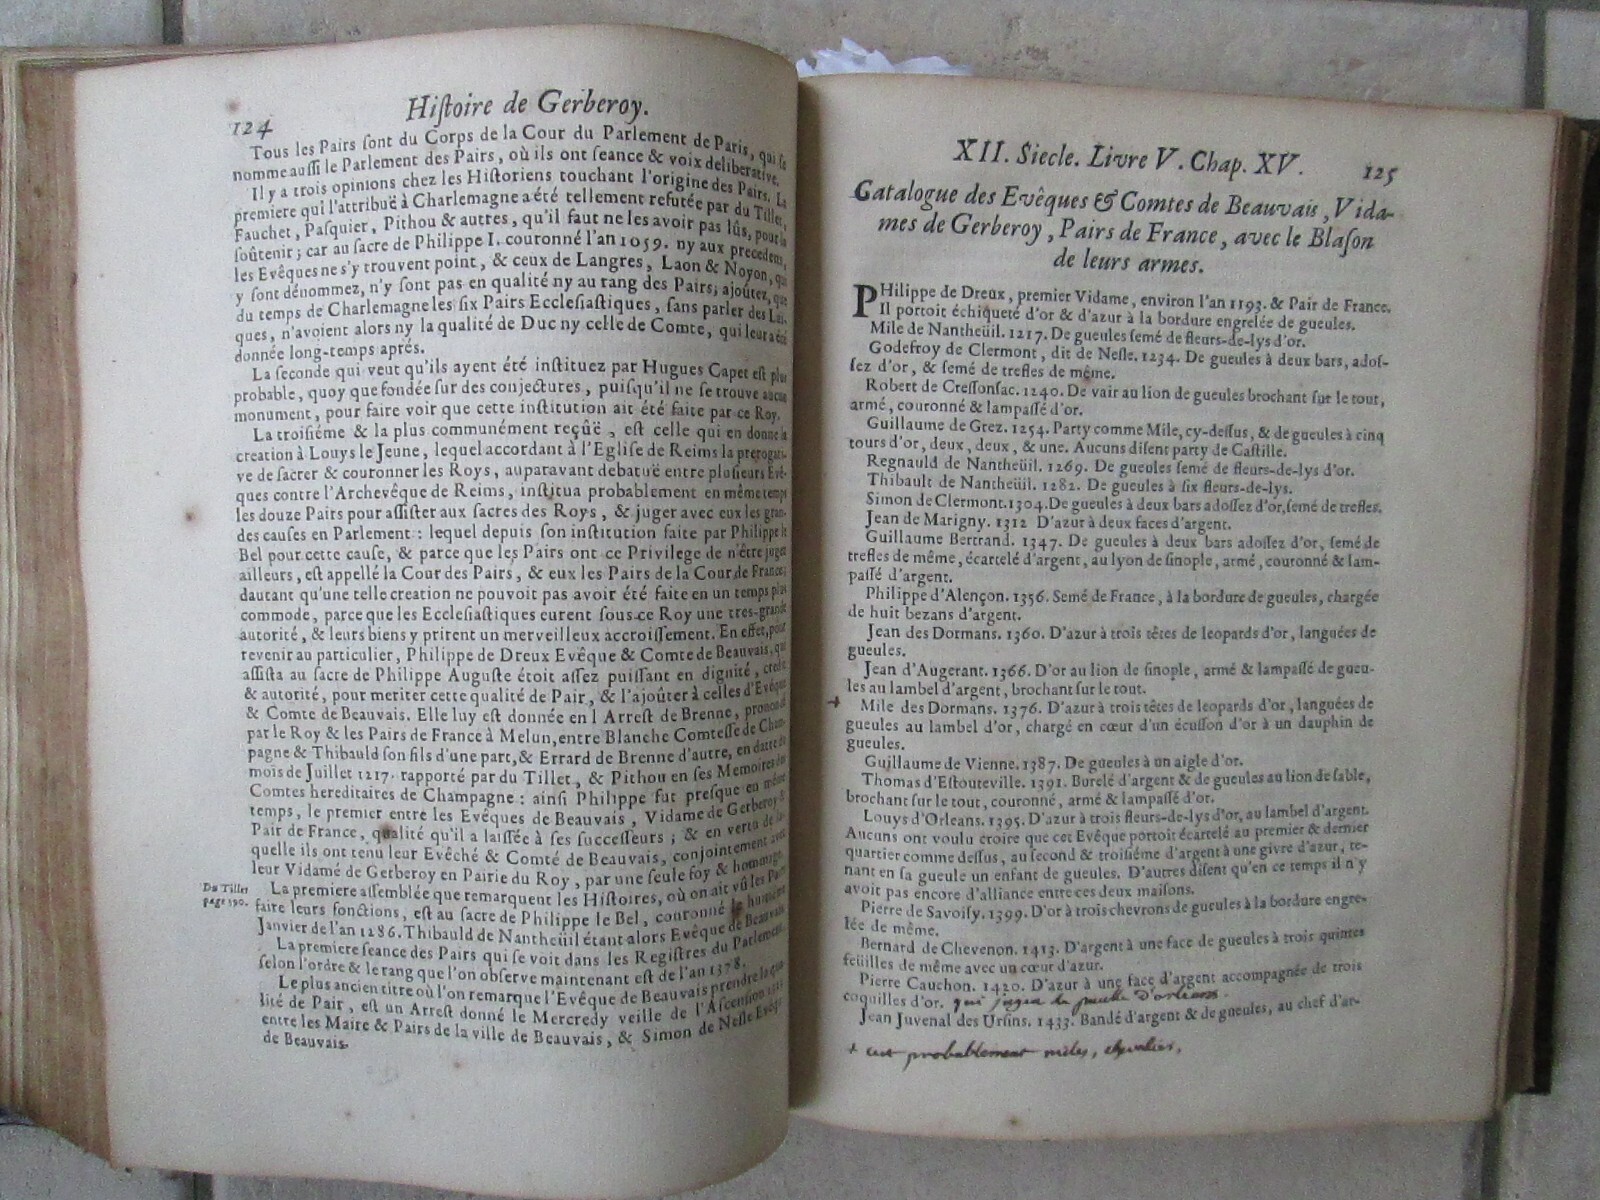 Hiſtoire de Gerberoy.
124
Tous les Pairs ſont du Corps de la Cour du Parlement de Paris, qui ſe
nomme auſſi le Parlement des Pairs, où ils ont ſeance & voix deliberative.
Il y a trois opinions chez les Hiſtoriens touchant l'origine des Pairs. La
premiere qui l'attribuë à Charlemagne a été tellement refutée par du Tillet,
Fauchet, Paſquier, Pithou & autres, qu'il faut ne les avoir pas lûs, pour la
ſoûtenir; car au ſacre de Philippe I. couronné l'an 1059. ny aux precedens,
les Evêques ne s'y trouvent point, & ceux de Langres, Laon & Noyon, qui
y ſont dénommez, n'y ſont pas en qualité ny au rang des Pairs; ajoûtez, que
du temps de Charlemagne les ſix Pairs Eccleſiaſtiques, ſans parler des Laï-
ques, n'avoient alors ny la qualité de Duc ny celle de Comte, qui leur a été
donnée long-temps aprés.
La ſeconde qui veut qu'ils ayent été inſtituez par Hugues Capet eſt plus
probable, quoy que fondée ſur des conjectures, puiſqu'il ne ſe trouve aucun
monument, pour faire voir que cette inſtitution ait été faite par ce Roy.
La troiſiéme & la plus communément reçûë, eſt celle qui en donne la
creation à Louys le Jeune, lequel accordant à l'Egliſe de Reims la prerogati-
ve de ſacrer & couronner les Roys, auparavant debatuë entre pluſieurs Evê-
ques contre l'Archevêque de Reims, inſtitua probablement en même temps
les douze Pairs pour aſſiſter aux ſacres des Roys, & juger avec eux les gran-
des cauſes en Parlement: lequel depuis ſon inſtitution faite par Philippe le
Bel pour cette cauſe, & parce que les Pairs ont ce Privilege de n'être jugez
ailleurs, eſt appellé la Cour des Pairs, & eux les Pairs de la Cour de France;
dautant qu'une telle creation ne pouvoit pas avoir été faite en un temps plus
commode, parce que les Eccleſiaſtiques eurent ſous ce Roy une tres-grande
autorité, & leurs biens y prirent un merveilleux accroiſſement. En effet, pour
revenir au particulier, Philippe de Dreux Evêque & Comte de Beauvais, qui
aſſiſta au ſacre de Philippe Auguſte étoit aſſez puiſſant en dignité, credit
& autorité, pour meriter cette qualité de Pair, & l'ajoûter à celles d'Evêque
& Comte de Beauvais. Elle luy eſt donnée en l Arreſt de Brenne, prononcé
par le Roy & les Pairs de France à Melun, entre Blanche Comteſſe de Cham-
pagne & Thibauld ſon fils d'une part, & Errard de Brenne d'autre, en datte du
mois de Juillet 1217. rapporté par du Tillet, & Pithou en ſes Memoires des
Comtes hereditaires de Champagne: ainſi Philippe fut preſque en même
temps, le premier entre les Evêques de Beauvais, Vidame de Gerberoy &
Pair de France, qualité qu'il a laiſſée à ſes ſucceſſeurs; & en vertu de la-
quelle ils ont tenu leur Evêché & Comté de Beauvais, conjointement avec
leur Vidamé de Gerberoy en Pairie du Roy, par une ſeule foy & hommage.
Du Tillet
page 190.
La premiere aſſemblée que remarquent les Hiſtoires, où on ait vû les Pairs
faire leurs fonctions, eſt au ſacre de Philippe le Bel, couronné le huitiéme
Janvier de l'an 1286. Thibauld de Nantheüil étant alors Evêque de Beauvais
La premiere ſeance des Pairs qui ſe voit dans les Regiſtres du Parlement,
ſelon l'ordre & le rang que l'on obſerve maintenant eſt de l'an 1378.
Le plus ancien titre où l'on remarque l'Evêque de Beauvais prendre la qua-
lité de Pair, eſt un Arreſt donné le Mercredy veille de l'Aſcenſion
entre les Maire & Pairs de la ville de Beauvais, & Simon de Neſle Evêque
de Beauvais.
XII. Siecle. Livre V. Chap. XV.
125
Catalogue des Evêques & Comtes de Beauvais, Vida-
mes de Gerberoy, Pairs de France, avec le Blaſon
de leurs armes.
PHilippe de Dreux, premier Vidame, environ l'an 1193. & Pair de France.
Il portoit échiqueté d'or & d'azur à la bordure engreſée de gueules.
Mile de Nantheüil. 1217. De gueules ſemé de fleurs-de-lys d'or.
Godefroy de Clermont, dit de Neſle. 1234. De gueules à deux bars, adoſ-
ſez d'or, & ſemé de trefles de même.
Robert de Creſſonſac. 1240. De vair au lion de gueules brochant ſur le tout,
armé, couronné & lampaſſé d'or.
Guillaume de Grez. 1254. Party comme Mile, cy-deſſus, & de gueules à cinq
tours d'or, deux, deux, & une. Aucuns diſent party de Caſtille.
Regnauld de Nantheüil. 1269. De gueules ſemé de fleurs-de-lys d'or.
Thibault de Nantheüil. 1282. De gueules à ſix fleurs-de-lys.
Simon de Clermont. 1304. De gueules à deux bars adoſſez d'or, ſemé de trefles.
Jean de Marigny. 1312 D'azur à deux faces d'argent.
Guillaume Bertrand. 1347. De gueules à deux bars adoſſez d'or, ſemé de
trefles de même, écartelé d'argent, au lyon de ſinople, armé, couronné & lam-
paſſé d'argent.
Philippe d'Alençon. 1356. Semé de France, à la bordure de gueules, chargée
de huit bezans d'argent.
Jean des Dormans. 1360. D'azur à trois têtes de leopards d'or, languées de
gueules.
Jean d'Augerant. 1366. D'or au lion de ſinople, armé & lampaſſé de gueu-
les au lambel d'argent, brochant ſur le tout.
+ Mile des Dormans. 1376. D'azur à trois têtes de leopards d'or, languées de
gueules au lambel d'or, chargé en cœur d'un écuſſon d'or à un dauphin de
gueules.
Guillaume de Vienne. 1387. De gueules à un aigle d'or.
Thomas d'Eſtouteville. 1391. Burelé d'argent & de gueules au lion de ſable,
brochant ſur le tout, couronné, armé & lampaſſé d'or.
Louys d'Orleans. 1395. D'azur à trois fleurs-de-lys d'or, au lambel d'argent.
Aucuns ont voulu croire que cet Evêque portoit écartelé au premier & dernier
quartier comme deſſus, au ſecond & troiſiéme d'argent à une givre d'azur, te-
nant en ſa gueule un enfant de gueules. D'autres diſent qu'en ce temps il n'y
avoit pas encore d'alliance entre ces deux maiſons.
Pierre de Savoiſy. 1399. D'or à trois chevrons de gueules à la bordure engre-
lée de même.
Bernard de Chevenon. 1413. D'argent à une face de gueules à trois quintes
feüilles de même avec un cœur d'azur.
Pierre Cauchon. 1420. D'azur à une face d'argent accompagnée de trois
coquilles d'or. qui jugea la pucelle D'orleans.
Jean Juvenal des Urſins. 1433. Bandé d'argent & de gueules, au chef d'ar-
+ est probablement miles, chevalier,